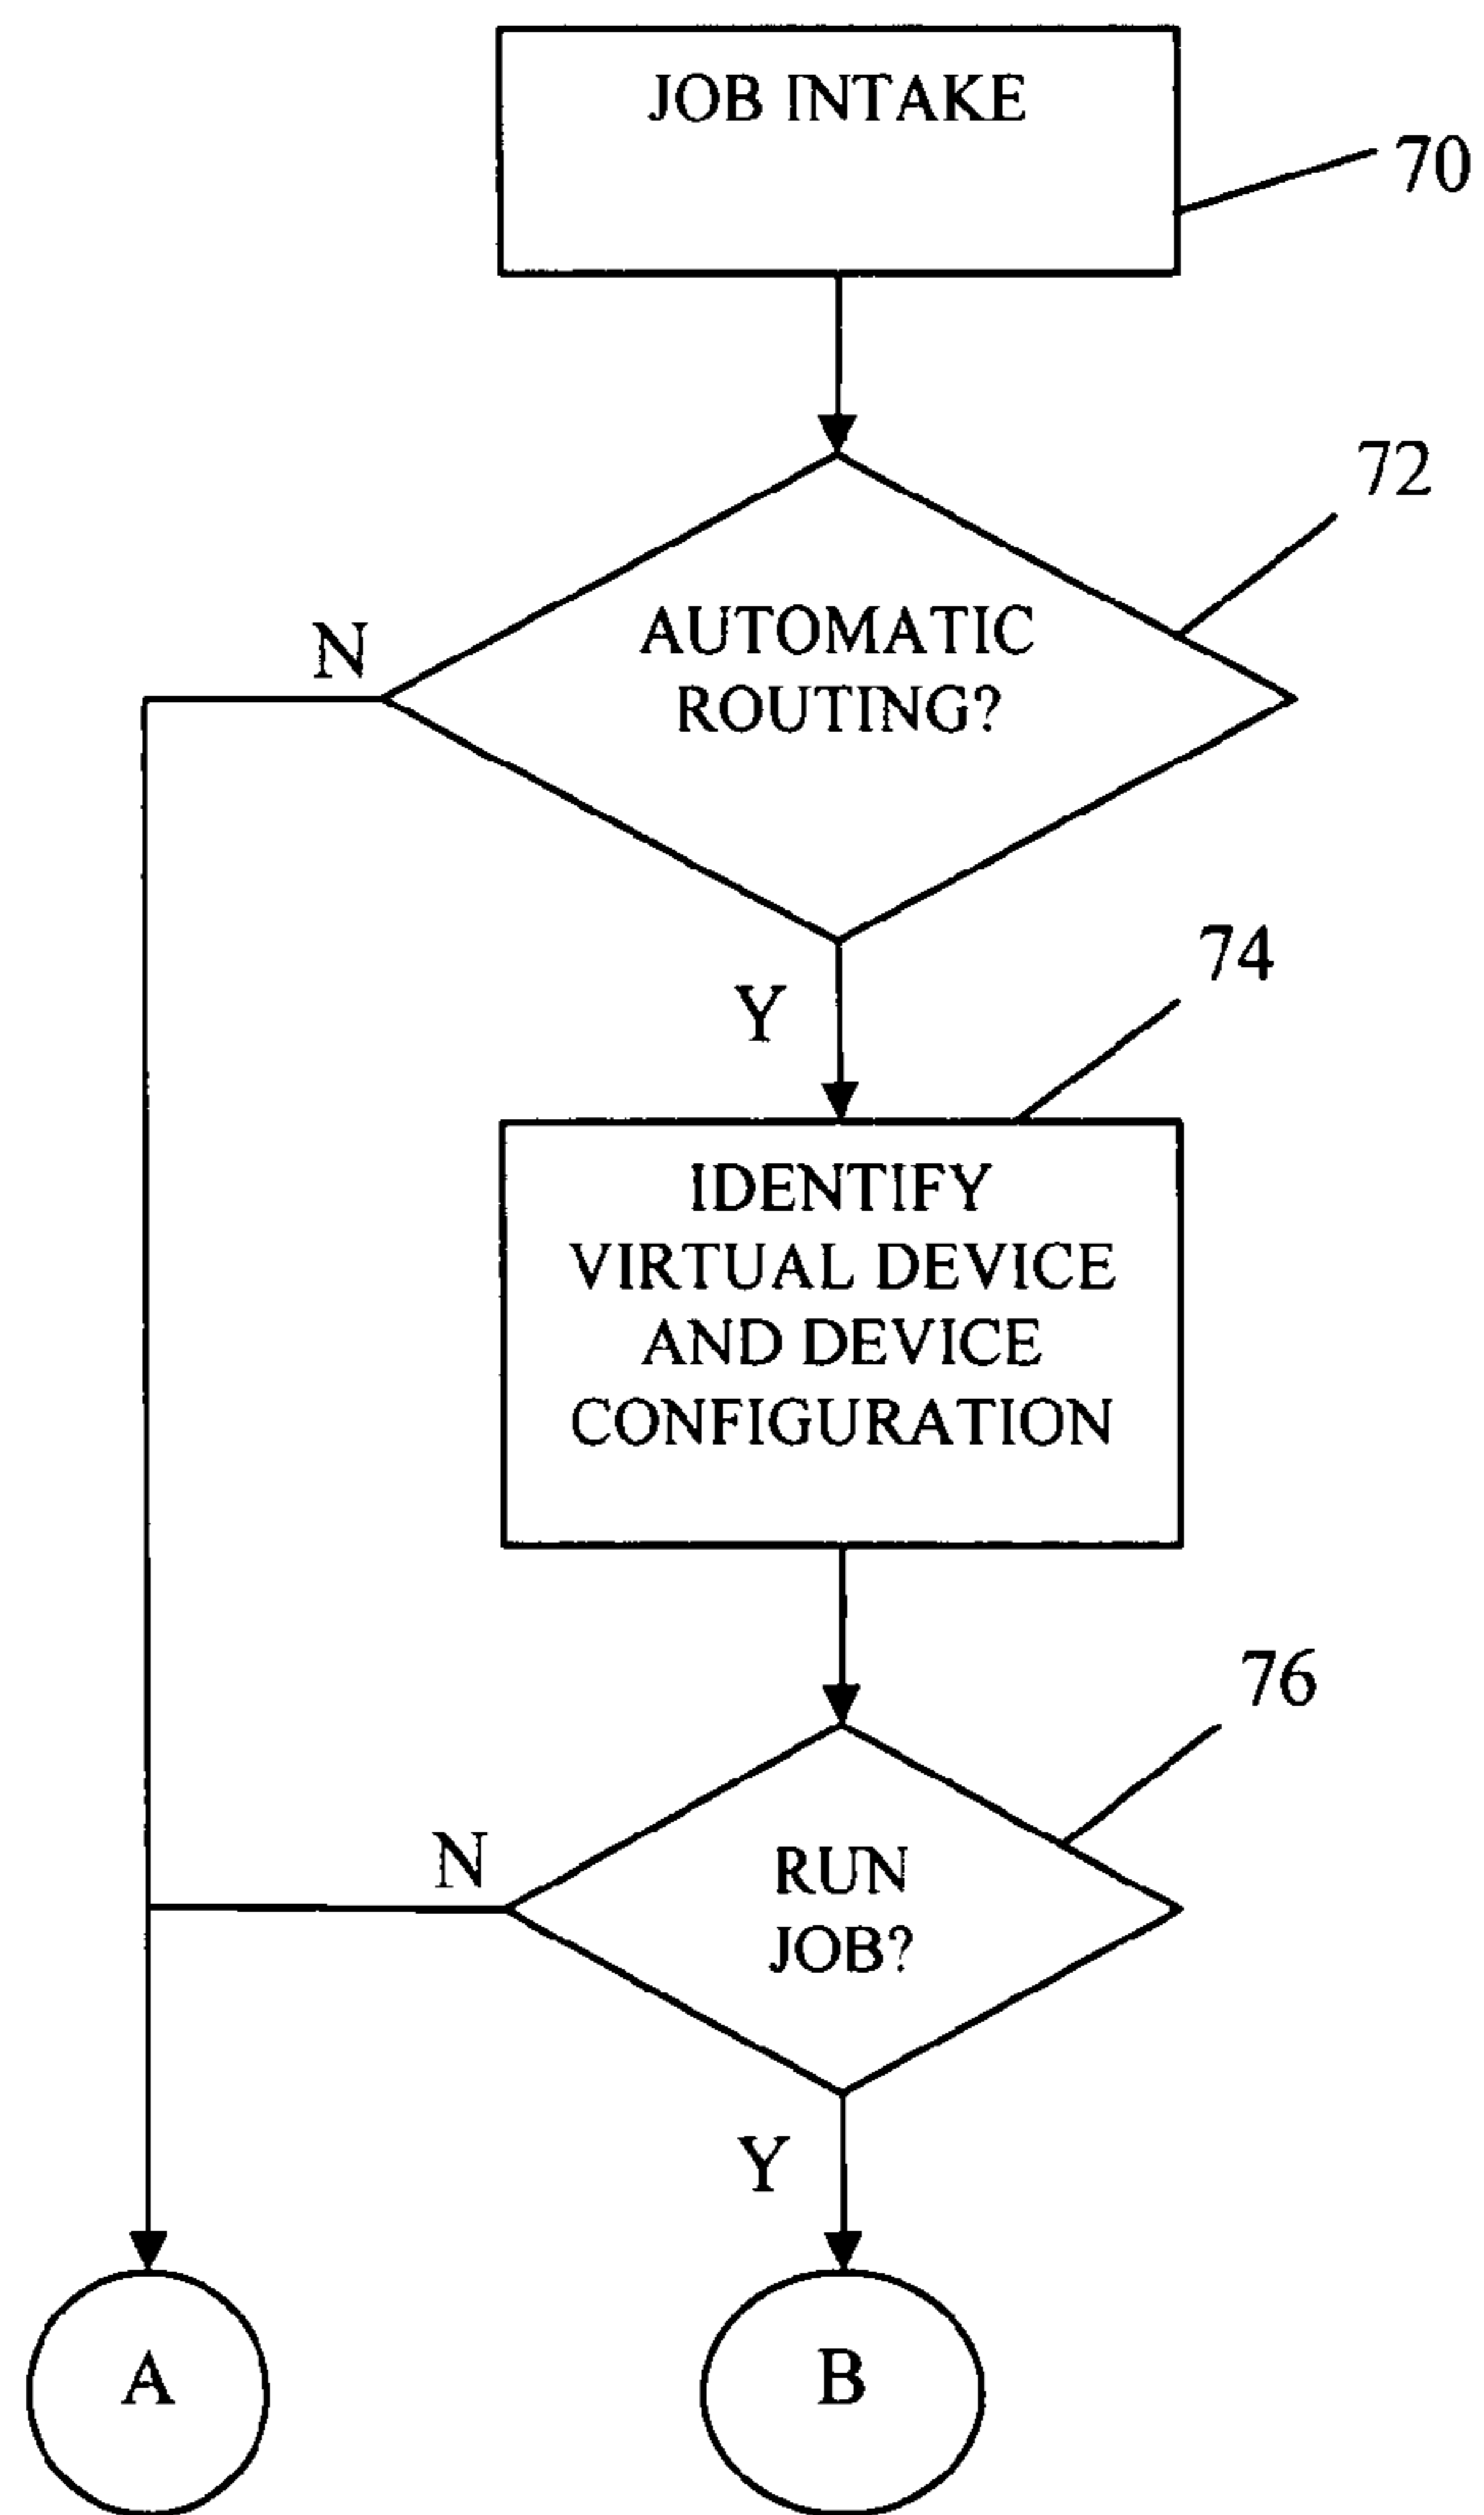 JOB INTAKE
70
72
N
AUTOMATIC
ROUTING?
74
Y
IDENTIFY
VIRTUAL DEVICE
AND DEVICE
CONFIGURATION
76
N
RUN
JOB?
Y
A
B